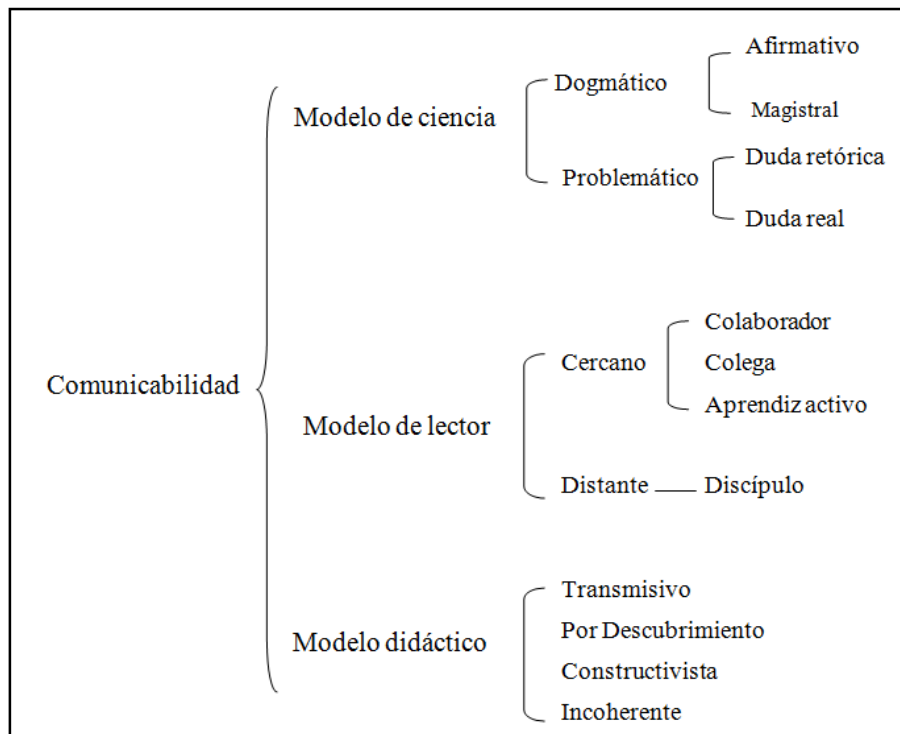 Comunicabilidad
Modelo de ciencia
Dogmático
Afirmativo
Magistral
Problemático
Duda retórica
Duda real
Modelo de lector
Cercano
Colaborador
Colega
Aprendiz activo
Distante
Discípulo
Modelo didáctico
Transmisivo
Por Descubrimiento
Constructivista
Incoherente